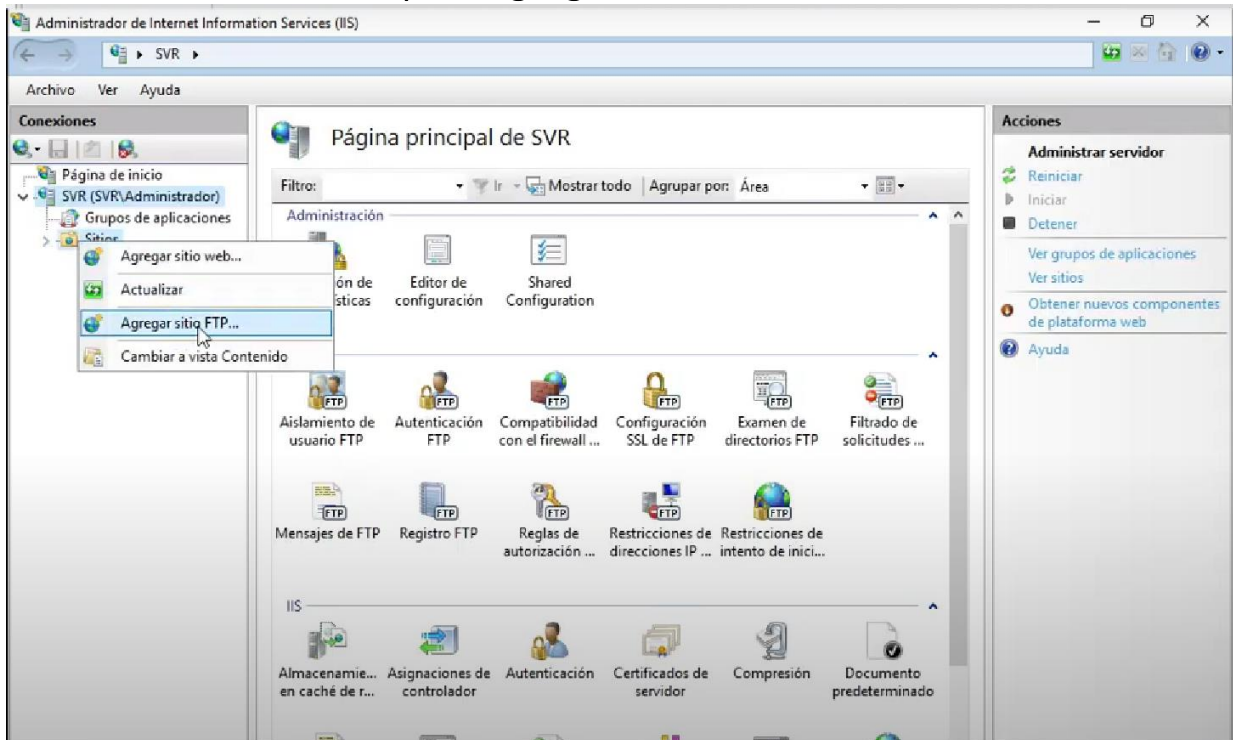 Administrador de Internet Information Services (IIS)
SVR
Archivo Ver Ayuda
Conexiones
Página de inicio
SVR (SVR\Administrador)
Grupos de aplicaciones
Sitios
Agregar sitio web...
Actualizar
Agregar sitio FTP...
Cambiar a vista Contenido
Página principal de SVR
Filtro: Ir Mostrar todo Agrupar por: Área
Administración
ón de
ísticas
Editor de
configuración
Shared
Configuration
Aislamiento de
usuario FTP
Autenticación
FTP
Compatibilidad
con el firewall ...
Configuración
SSL de FTP
Examen de
directorios FTP
Filtrado de
solicitudes ...
Mensajes de FTP
Registro FTP
Reglas de
autorización ...
Restricciones de
direcciones IP ...
Restricciones de
intento de inici...
IIS
Almacenamie...
en caché de r...
Asignaciones de
controlador
Autenticación
Certificados de
servidor
Compresión
Documento
predeterminado
Acciones
Administrar servidor
Reiniciar
Iniciar
Detener
Ver grupos de aplicaciones
Ver sitios
Obtener nuevos componentes
de plataforma web
Ayuda